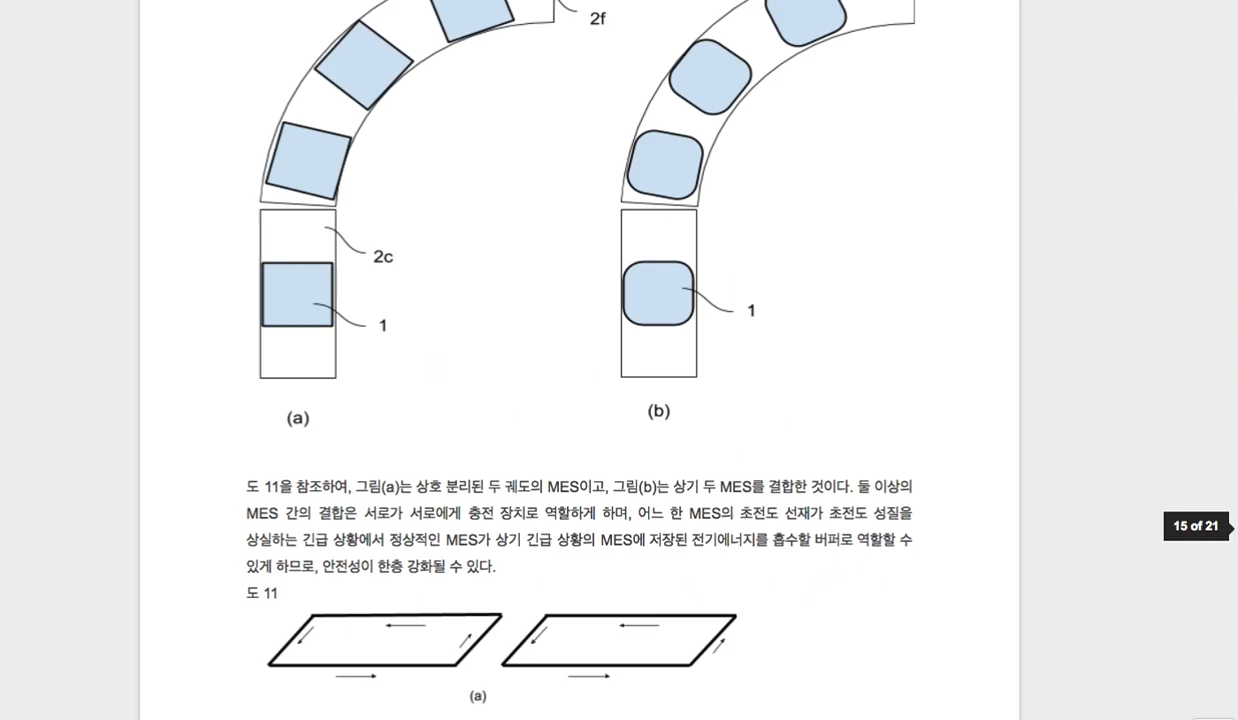 2f
2c
1
1
(a)
(b)
도 11을 참조하여, 그림(a)는 상호 분리된 두 궤도의 MES이고, 그림(b)는 상기 두 MES를 결합한 것이다. 둘 이상의
MES 간의 결합은 서로가 서로에게 충전 장치로 역할하게 하며, 어느 한 MES의 초전도 선재가 초전도 성질을
상실하는 긴급 상황에서 정상적인 MES가 상기 긴급 상황의 MES에 저장된 전기에너지를 흡수할 버퍼로 역할할 수
있게 하므로, 안전성이 한층 강화될 수 있다.
15 of 21
도 11
(a)